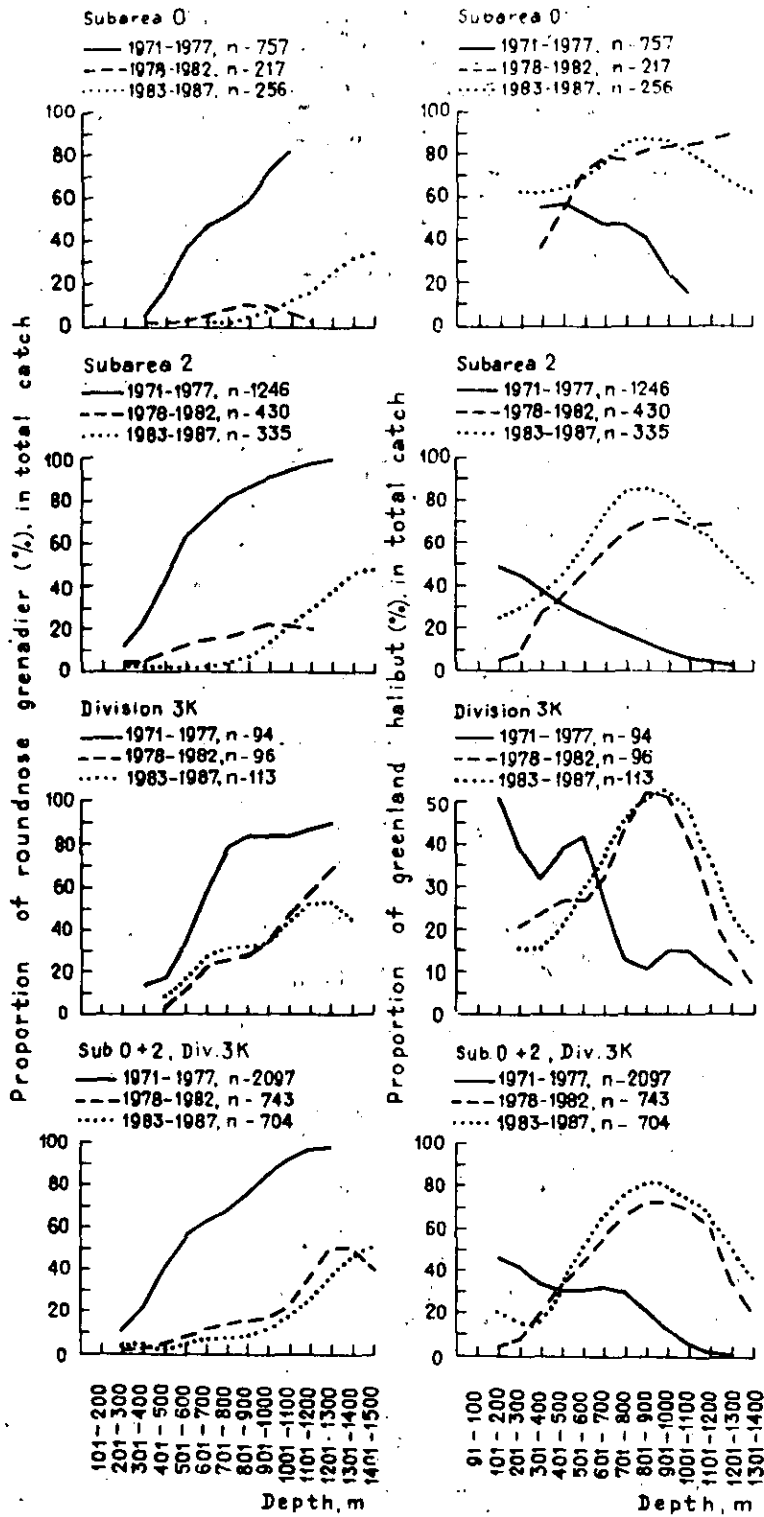 Subarea 0
1971-1977, n-757
1978-1982, n-217
1983-1987, n-256
100
80
60
40
20
0
Subarea 2
1971-1977, n-1246
1978-1982, n-430
1983-1987, n-335
100
80
60
40
20
0
Division 3K
1971-1977, n-94
1978-1982, n-96
1983-1987, n-113
100
80
60
40
20
0
Sub 0+2, Div. 3K
1971-1977, n-2097
1978-1982, n-743
1983-1987, n-704
100
80
60
40
20
0
Proportion of roundnose grenadier (%). in total catch
101-200
201-300
301-400
401-500
501-600
601-700
701-800
801-900
901-1000
1001-1100
1101-1200
1201-1300
1301-1400
1401-1500
Depth, m
Subarea 0
1971-1977, n-757
1978-1982, n-217
1983-1987, n-256
100
80
60
40
20
0
Subarea 2
1971-1977, n-1246
1978-1982, n-430
1983-1987, n-335
100
80
60
40
20
0
Division 3K
1971-1977, n-94
1978-1982, n-96
1983-1987, n-113
50
40
30
20
10
0
Sub 0+2, Div. 3K
1971-1977, n-2097
1978-1982, n-743
1983-1987, n-704
100
80
60
40
20
0
Proportion of greenland halibut (%). in total catch
91-100
101-200
201-300
301-400
401-500
501-600
601-700
701-800
801-900
901-1000
1001-1100
1101-1200
1201-1300
1301-1400
Depth, m